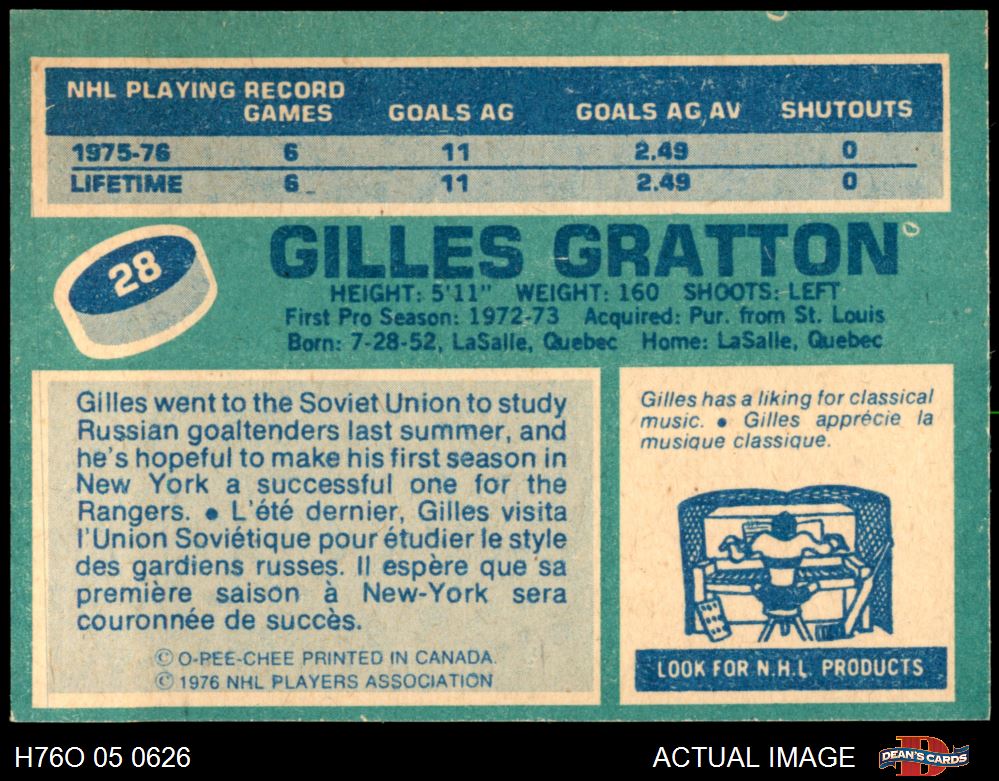 NHL PLAYING RECORD
GAMES GOALS AG GOALS AG, AV SHUTOUTS
1975-76 6 11 2.49 0
LIFETIME 6 11 2.49 0
28
GILLES GRATTON
HEIGHT: 5'11" WEIGHT: 160 SHOOTS: LEFT
First Pro Season: 1972-73 Acquired: Pur. from St. Louis
Born: 7-28-52, LaSalle, Quebec Home: LaSalle, Quebec
Gilles went to the Soviet Union to study
Russian goaltenders last summer, and
he's hopeful to make his first season in
New York a successful one for the
Rangers. ● L'été dernier, Gilles visita
l'Union Soviétique pour étudier le style
des gardiens russes. Il espère que sa
première saison à New-York sera
couronnée de succès.
© O-PEE-CHEE PRINTED IN CANADA.
© 1976 NHL PLAYERS ASSOCIATION
Gilles has a liking for classical
music. ● Gilles apprécie la
musique classique.
LOOK FOR N.H.L. PRODUCTS
H76O 05 0626
ACTUAL IMAGE
DEAN'S CARDS